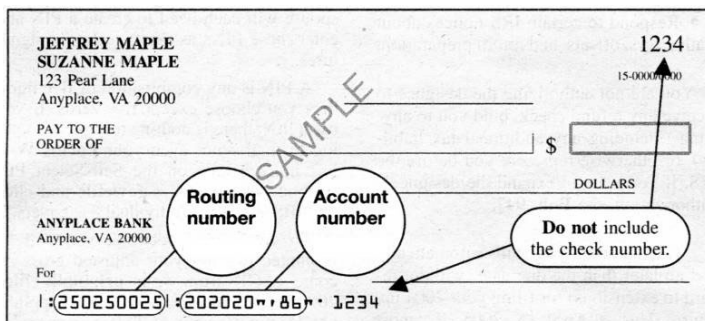 JEFFREY MAPLE
SUZANNE MAPLE
123 Pear Lane
Anyplace, VA 20000
1234
15-0000/0000
PAY TO THE
ORDER OF
$
SAMPLE
DOLLARS
Routing
number
Account
number
ANYPLACE BANK
Anyplace, VA 20000
Do not include
the check number.
For
|:250250025|:202020"'86"' 1234